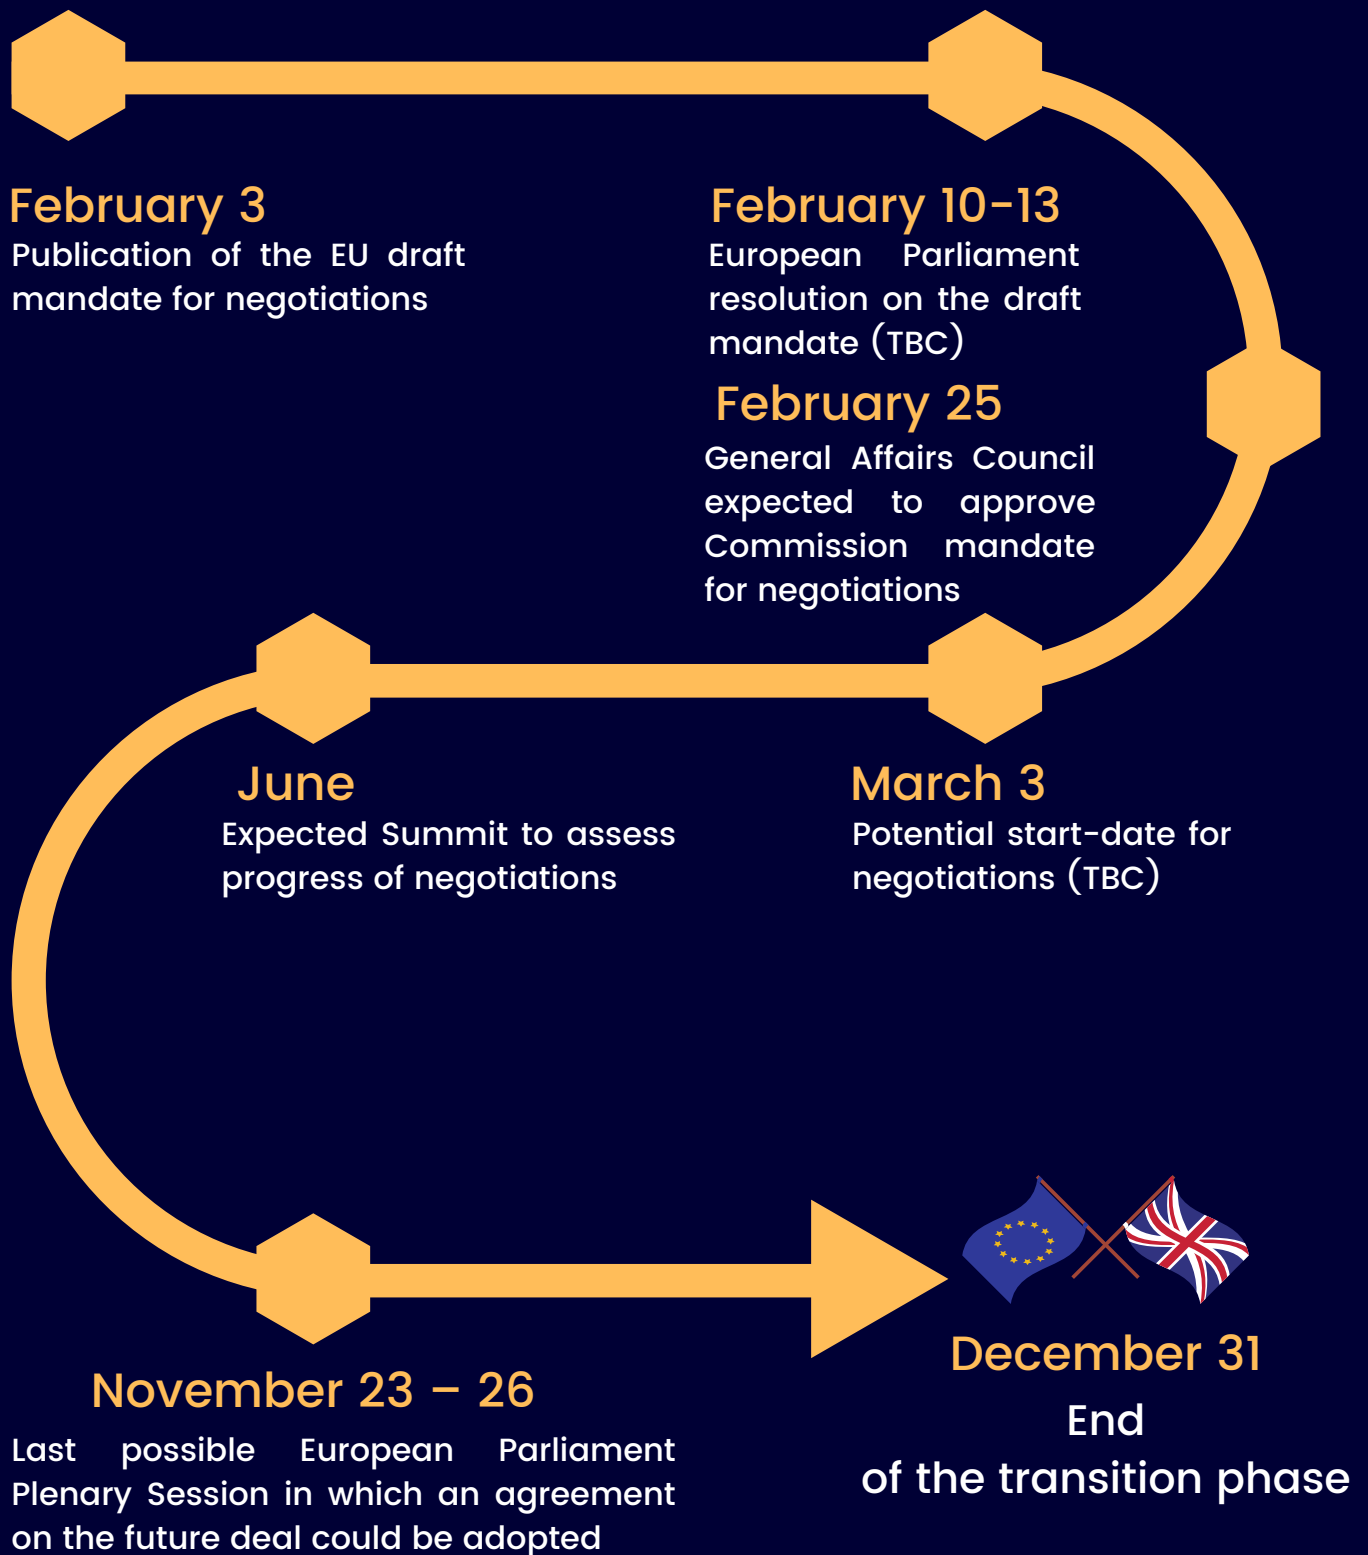 February 3
Publication of the EU draft
mandate for negotiations
February 10-13
European Parliament
resolution on the draft
mandate (TBC)
February 25
General Affairs Council
expected to approve
Commission mandate
for negotiations
June
Expected Summit to assess
progress of negotiations
March 3
Potential start-date for
negotiations (TBC)
November 23 – 26
Last possible European Parliament
Plenary Session in which an agreement
on the future deal could be adopted
December 31
End
of the transition phase